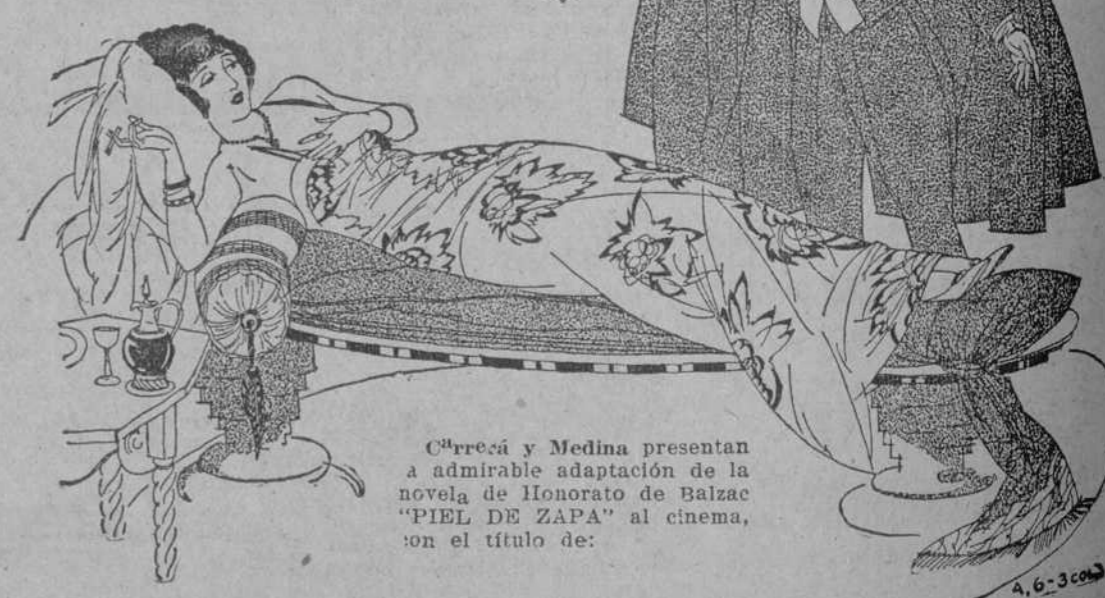 Carrerá y Medina presentan
a admirable adaptación de la
novela de Honorato de Balzac
"PIEL DE ZAPA" al cinema,
on el título de:
A. 6-3 col